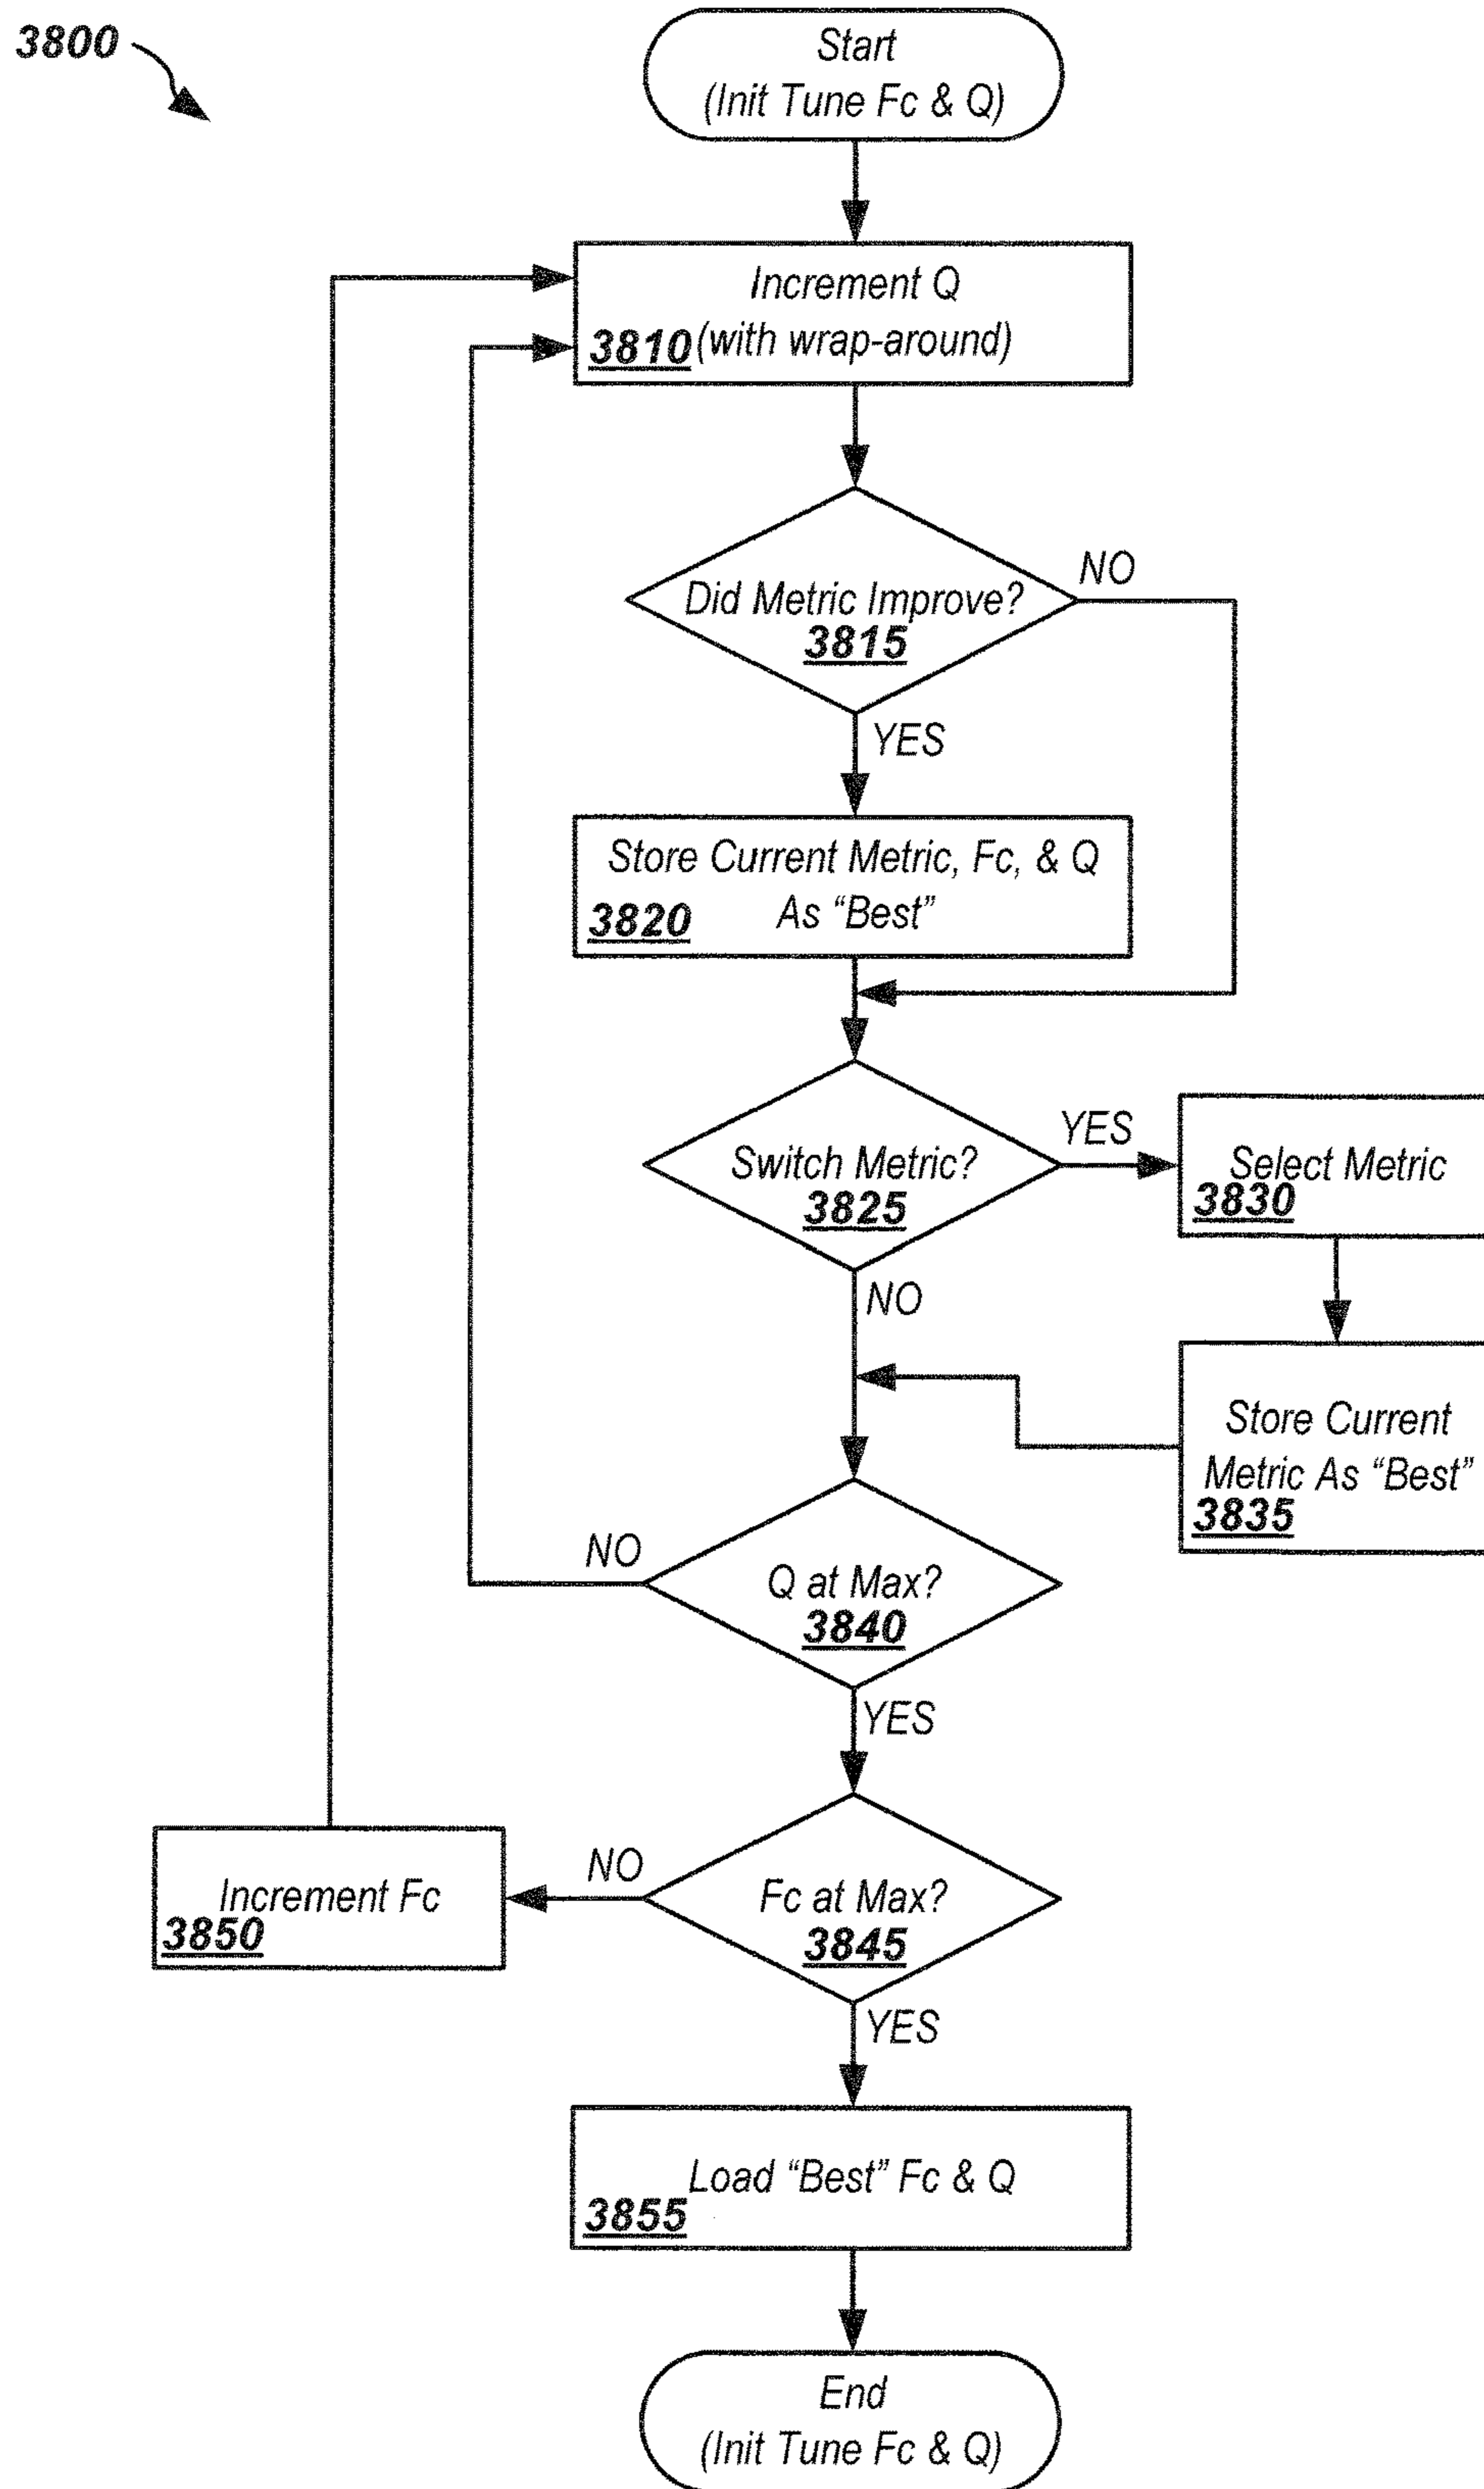 3800
Start
(Init Tune Fc & Q)
Increment Q
3810 (with wrap-around)
Did Metric Improve?
3815
NO
YES
Store Current Metric, Fc, & Q
3820 As “Best”
Switch Metric?
3825
YES
Select Metric
3830
NO
Store Current
Metric As “Best”
3835
Q at Max?
3840
NO
YES
Fc at Max?
3845
NO
Increment Fc
3850
YES
Load “Best” Fc & Q
3855
End
(Init Tune Fc & Q)